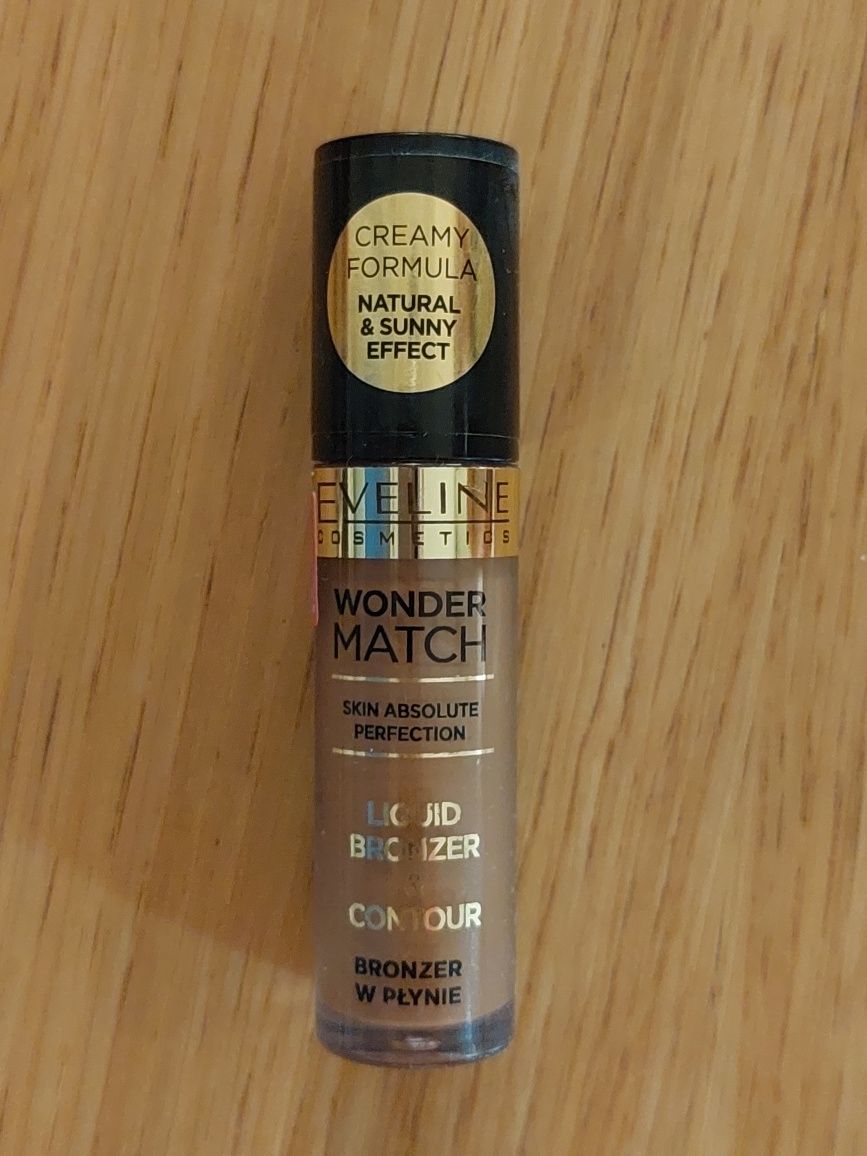 CREAMY
FORMULA
NATURAL
& SUNNY
EFFECT
EVELINE
COSMETICS
WONDER
MATCH
SKIN ABSOLUTE
PERFECTION
LIQUID
BRONZER
&
CONTOUR
BRONZER
W PŁYNIE